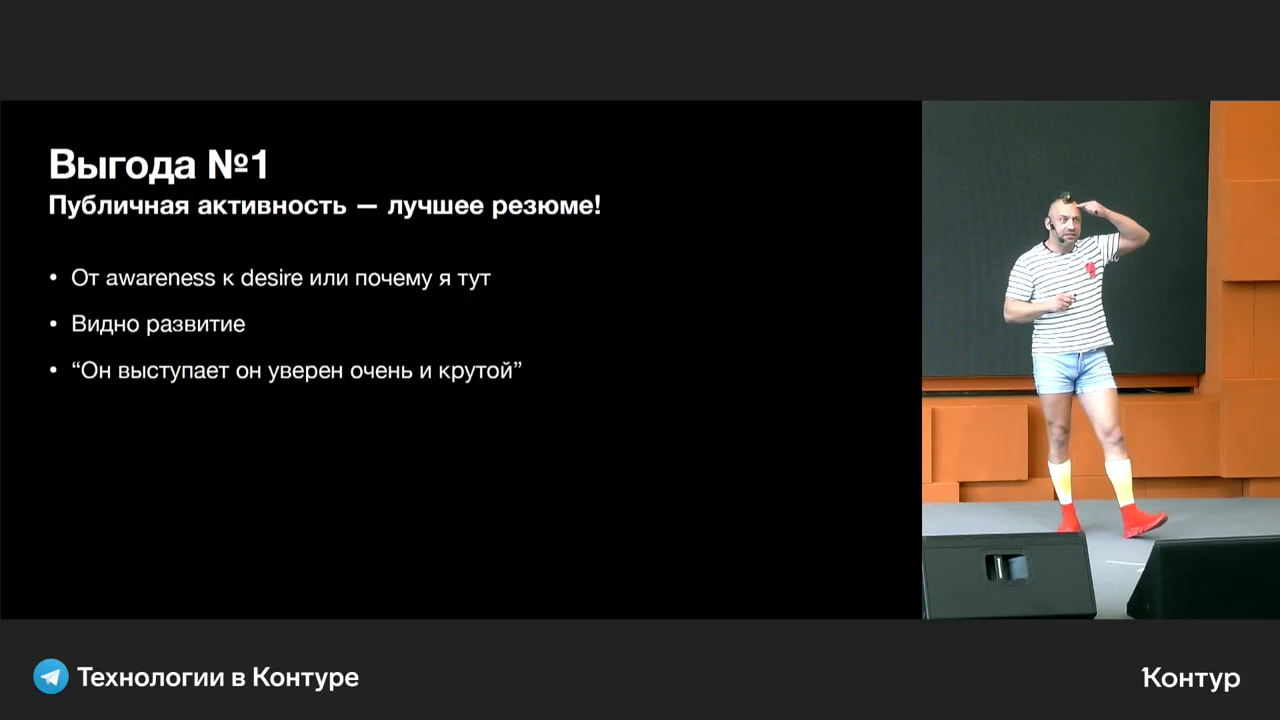 Выгода №1
Публичная активность — лучшее резюме!
• От awareness к desire или почему я тут
• Видно развитие
• “Он выступает он уверен очень и крутой”
Технологии в Контуре
Контур